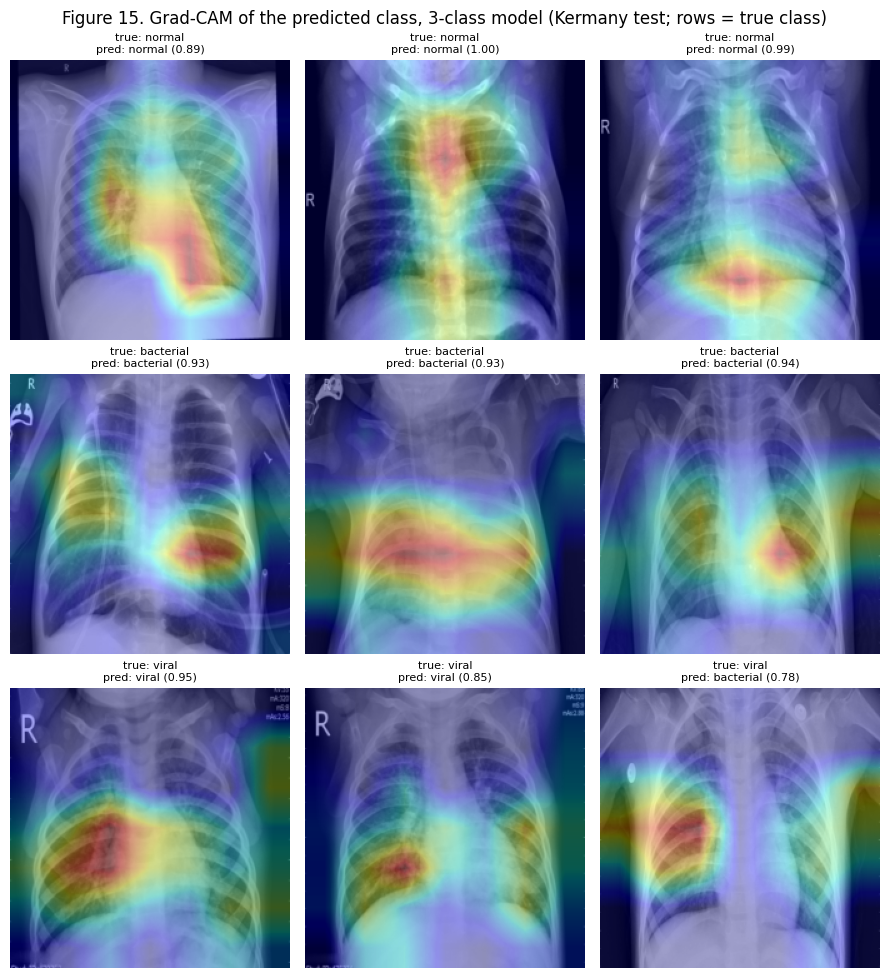 Figure 15. Grad-CAM of the predicted class, 3-class model (Kermany test; rows = true class)
true: normal
pred: normal (0.89)
true: normal
pred: normal (1.00)
true: normal
pred: normal (0.99)
R
R
R
true: bacterial
pred: bacterial (0.93)
true: bacterial
pred: bacterial (0.93)
true: bacterial
pred: bacterial (0.94)
R
R
R
true: viral
pred: viral (0.95)
true: viral
pred: viral (0.85)
true: viral
pred: bacterial (0.78)
R
R